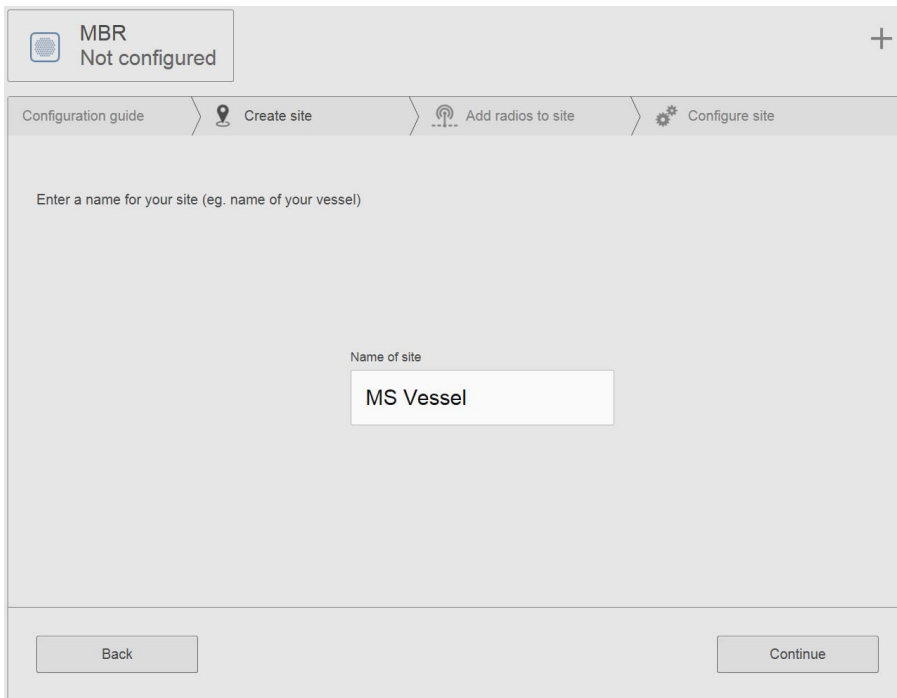 MBR
Not configured
Configuration guide
Create site
Add radios to site
Configure site
Enter a name for your site (eg. name of your vessel)
Name of site
MS Vessel
Back
Continue